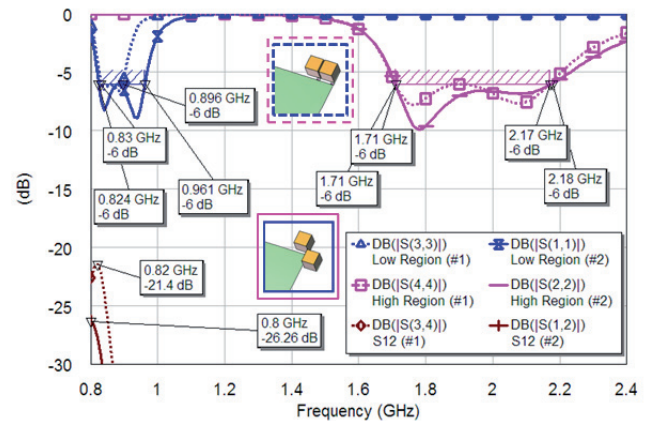 0
-5
-10
-15
-20
-25
-30
(dB)
0.896 GHz
-6 dB
0.83 GHz
-6 dB
0.824 GHz
-6 dB
0.961 GHz
-6 dB
1.71 GHz
-6 dB
1.71 GHz
-6 dB
2.17 GHz
-6 dB
2.18 GHz
-6 dB
0.82 GHz
-21.4 dB
0.8 GHz
-26.26 dB
DB(|S(3,3)|)
Low Region (#1)
DB(|S(1,1)|)
Low Region (#2)
DB(|S(4,4)|)
High Region (#1)
DB(|S(2,2)|)
High Region (#2)
DB(|S(3,4)|)
S12 (#1)
DB(|S(1,2)|)
S12 (#2)
0.8 1 1.2 1.4 1.6 1.8 2 2.2 2.4
Frequency (GHz)